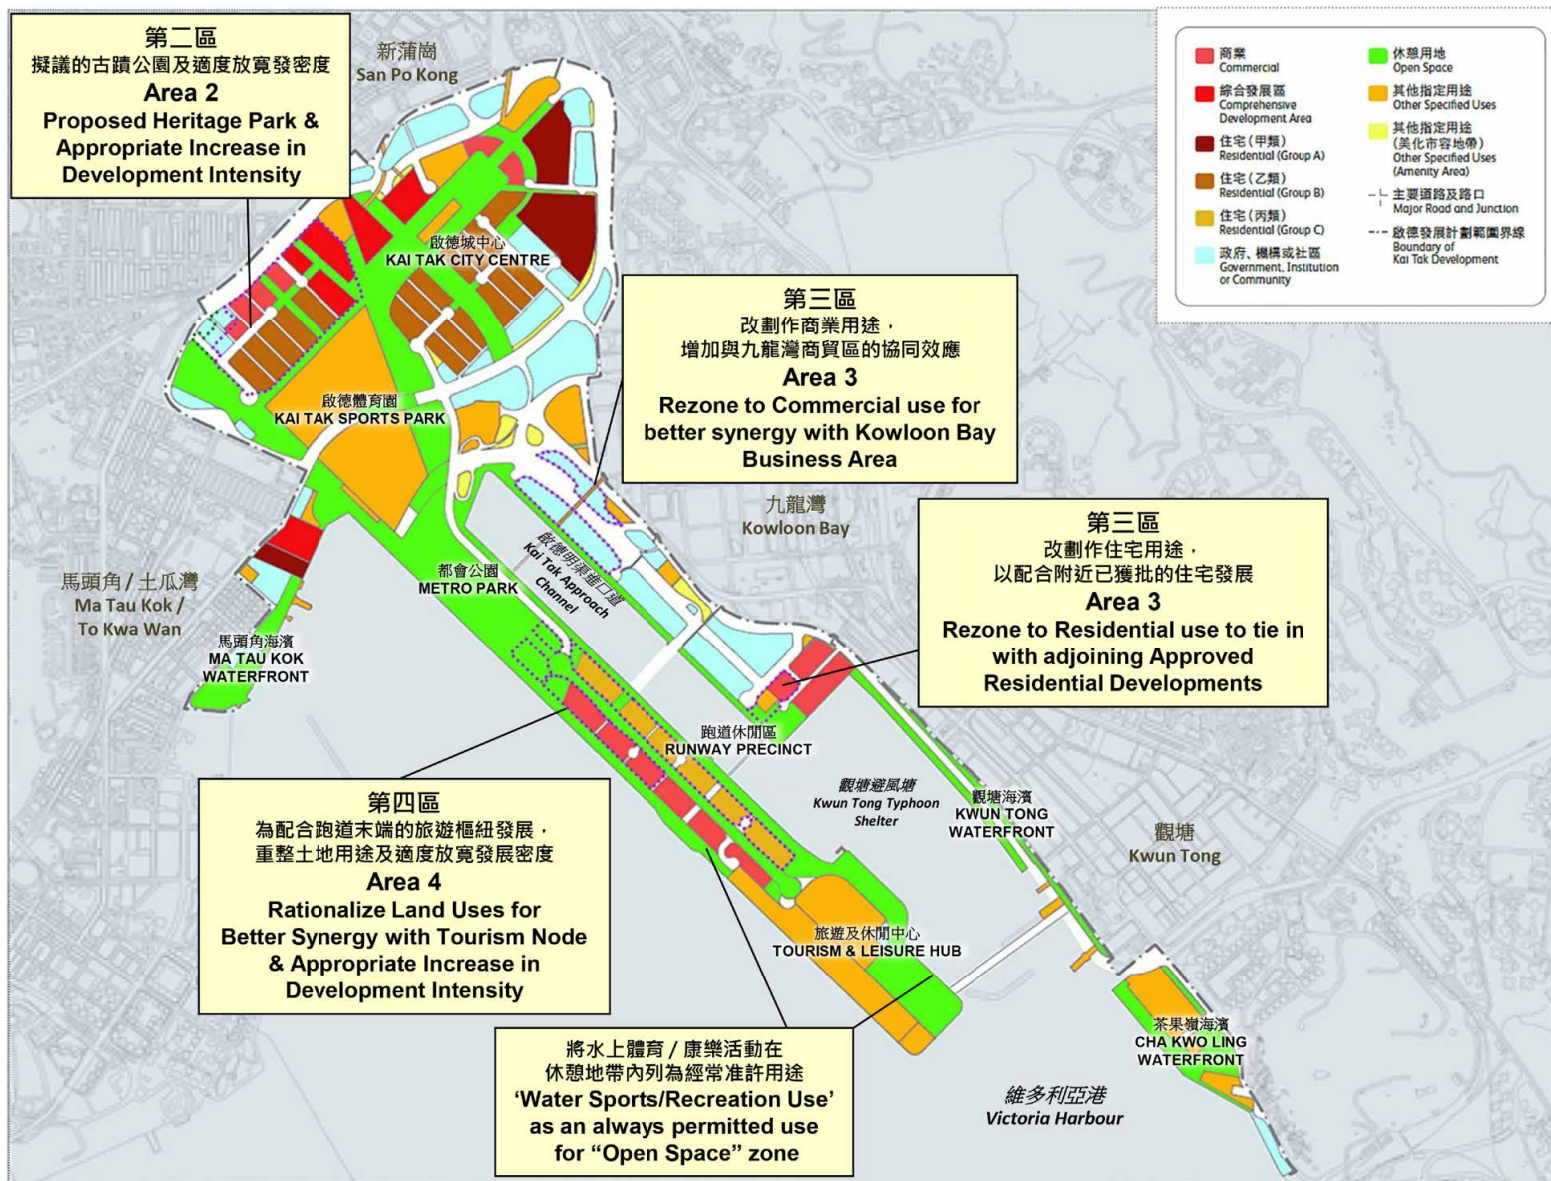 第二區
擬議的古蹟公園及適度放寬發密度
Area 2
Proposed Heritage Park &
Appropriate Increase in
Development Intensity
新蒲崗
San Po Kong
商業
Commercial
綜合發展區
Comprehensive
Development Area
住宅(甲類)
Residential (Group A)
住宅(乙類)
Residential (Group B)
住宅(丙類)
Residential (Group C)
政府、機構或社區
Government, Institution
or Community
休憩用地
Open Space
其他指定用途
Other Specified Uses
其他指定用途
(美化市容地帶)
Other Specified Uses
(Amenity Area)
主要道路及路口
Major Road and Junction
啟德發展計劃範圍界線
Boundary of
Kai Tak Development
啟德城中心
KAI TAK CITY CENTRE
第三區
改劃作商業用途，
增加與九龍灣商貿區的協同效應
Area 3
Rezone to Commercial use for
better synergy with Kowloon Bay
Business Area
啟德體育園
KAI TAK SPORTS PARK
九龍灣
Kowloon Bay
第三區
改劃作住宅用途，
以配合附近已獲批的住宅發展
Area 3
Rezone to Residential use to tie in
with adjoining Approved
Residential Developments
啟德明渠進口道
Kai Tak Approach
Channel
都會公園
METRO PARK
馬頭角 / 土瓜灣
Ma Tau Kok /
To Kwa Wan
馬頭角海濱
MA TAU KOK
WATERFRONT
跑道休閒區
RUNWAY PRECINCT
第四區
為配合跑道末端的旅遊樞紐發展，
重整土地用途及適度放寬發展密度
Area 4
Rationalize Land Uses for
Better Synergy with Tourism Node
& Appropriate Increase in
Development Intensity
觀塘避風塘
Kwun Tong Typhoon
Shelter
觀塘海濱
KWUN TONG
WATERFRONT
觀塘
Kwun Tong
旅遊及休閒中心
TOURISM & LEISURE HUB
茶果嶺海濱
CHA KWO LING
WATERFRONT
將水上體育 / 康樂活動在
休憩地帶內列為經常准許用途
‘Water Sports/Recreation Use’
as an always permitted use
for “Open Space” zone
維多利亞港
Victoria Harbour